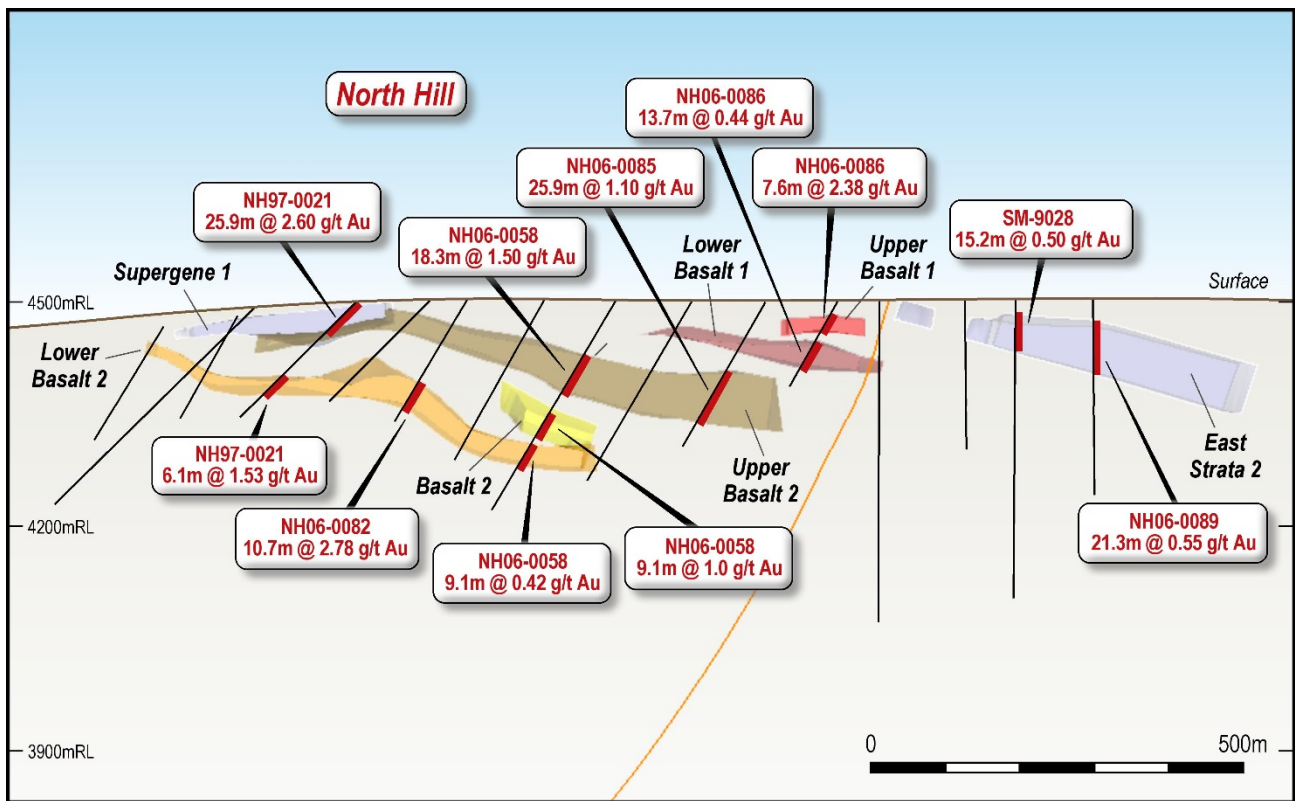 North Hill
NH06-0086
13.7m @ 0.44 g/t Au
NH06-0085
25.9m @ 1.10 g/t Au
NH06-0086
7.6m @ 2.38 g/t Au
NH97-0021
25.9m @ 2.60 g/t Au
NH06-0058
18.3m @ 1.50 g/t Au
SM-9028
15.2m @ 0.50 g/t Au
Supergene 1
Lower
Basalt 1
Upper
Basalt 1
Surface
4500mRL
Lower
Basalt 2
NH97-0021
6.1m @ 1.53 g/t Au
Basalt 2
Upper
Basalt 2
East
Strata 2
4200mRL
NH06-0082
10.7m @ 2.78 g/t Au
NH06-0058
9.1m @ 0.42 g/t Au
NH06-0058
9.1m @ 1.0 g/t Au
NH06-0089
21.3m @ 0.55 g/t Au
3900mRL
0
500m